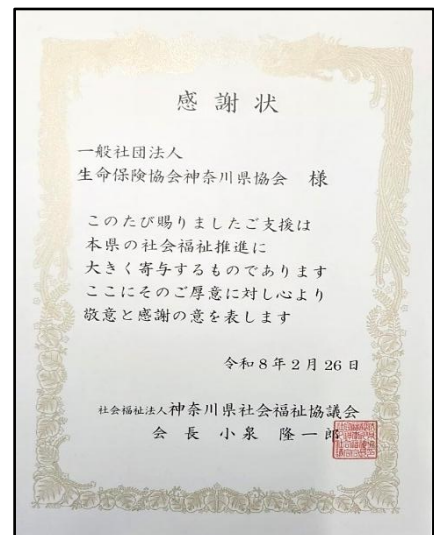 感謝状
一般社団法人
生命保険協会神奈川県協会 様
このたび賜りましたご支援は
本県の社会福祉推進に
大きく寄与するものであります
ここにそのご厚意に対し心より
敬意と感謝の意を表します
令和8年2月26日
社会福祉法人神奈川県社会福祉協議会
会長 小泉 隆一郎